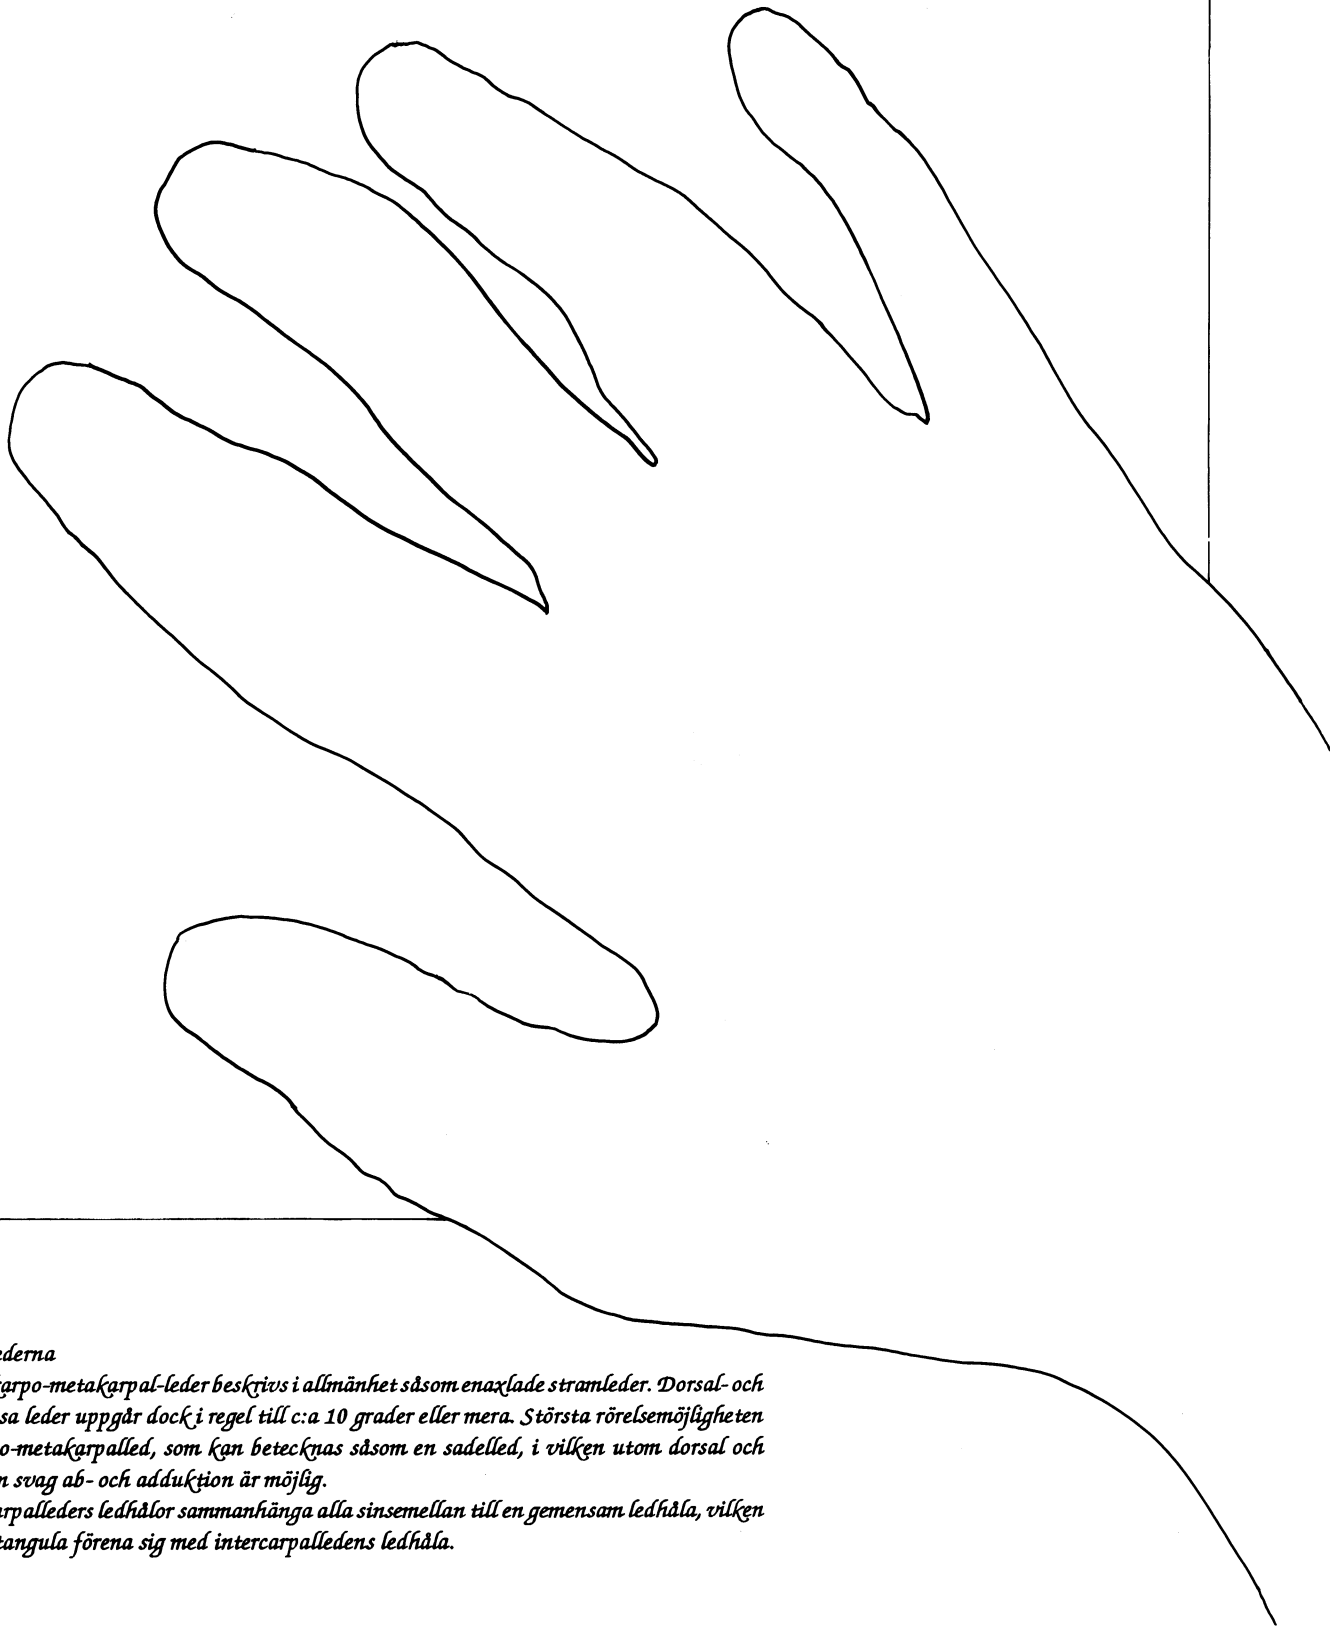 ederna
karpo-metakarpal-leder beskrivs i allmänhet såsom enaxlade stramleder. Dorsal- och
sa leder uppgår dock i regel till c:a 10 grader eller mera. Största rörelsemöjligheten
o-metakarpalled, som kan betecknas såsom en sadelled, i vilken utom dorsal och
n svag ab- och adduktion är möjlig.
arpalleders ledhålor sammanhänga alla sinsemellan till en gemensam ledhåla, vilken
tangula förena sig med intercarpalledens ledhåla.